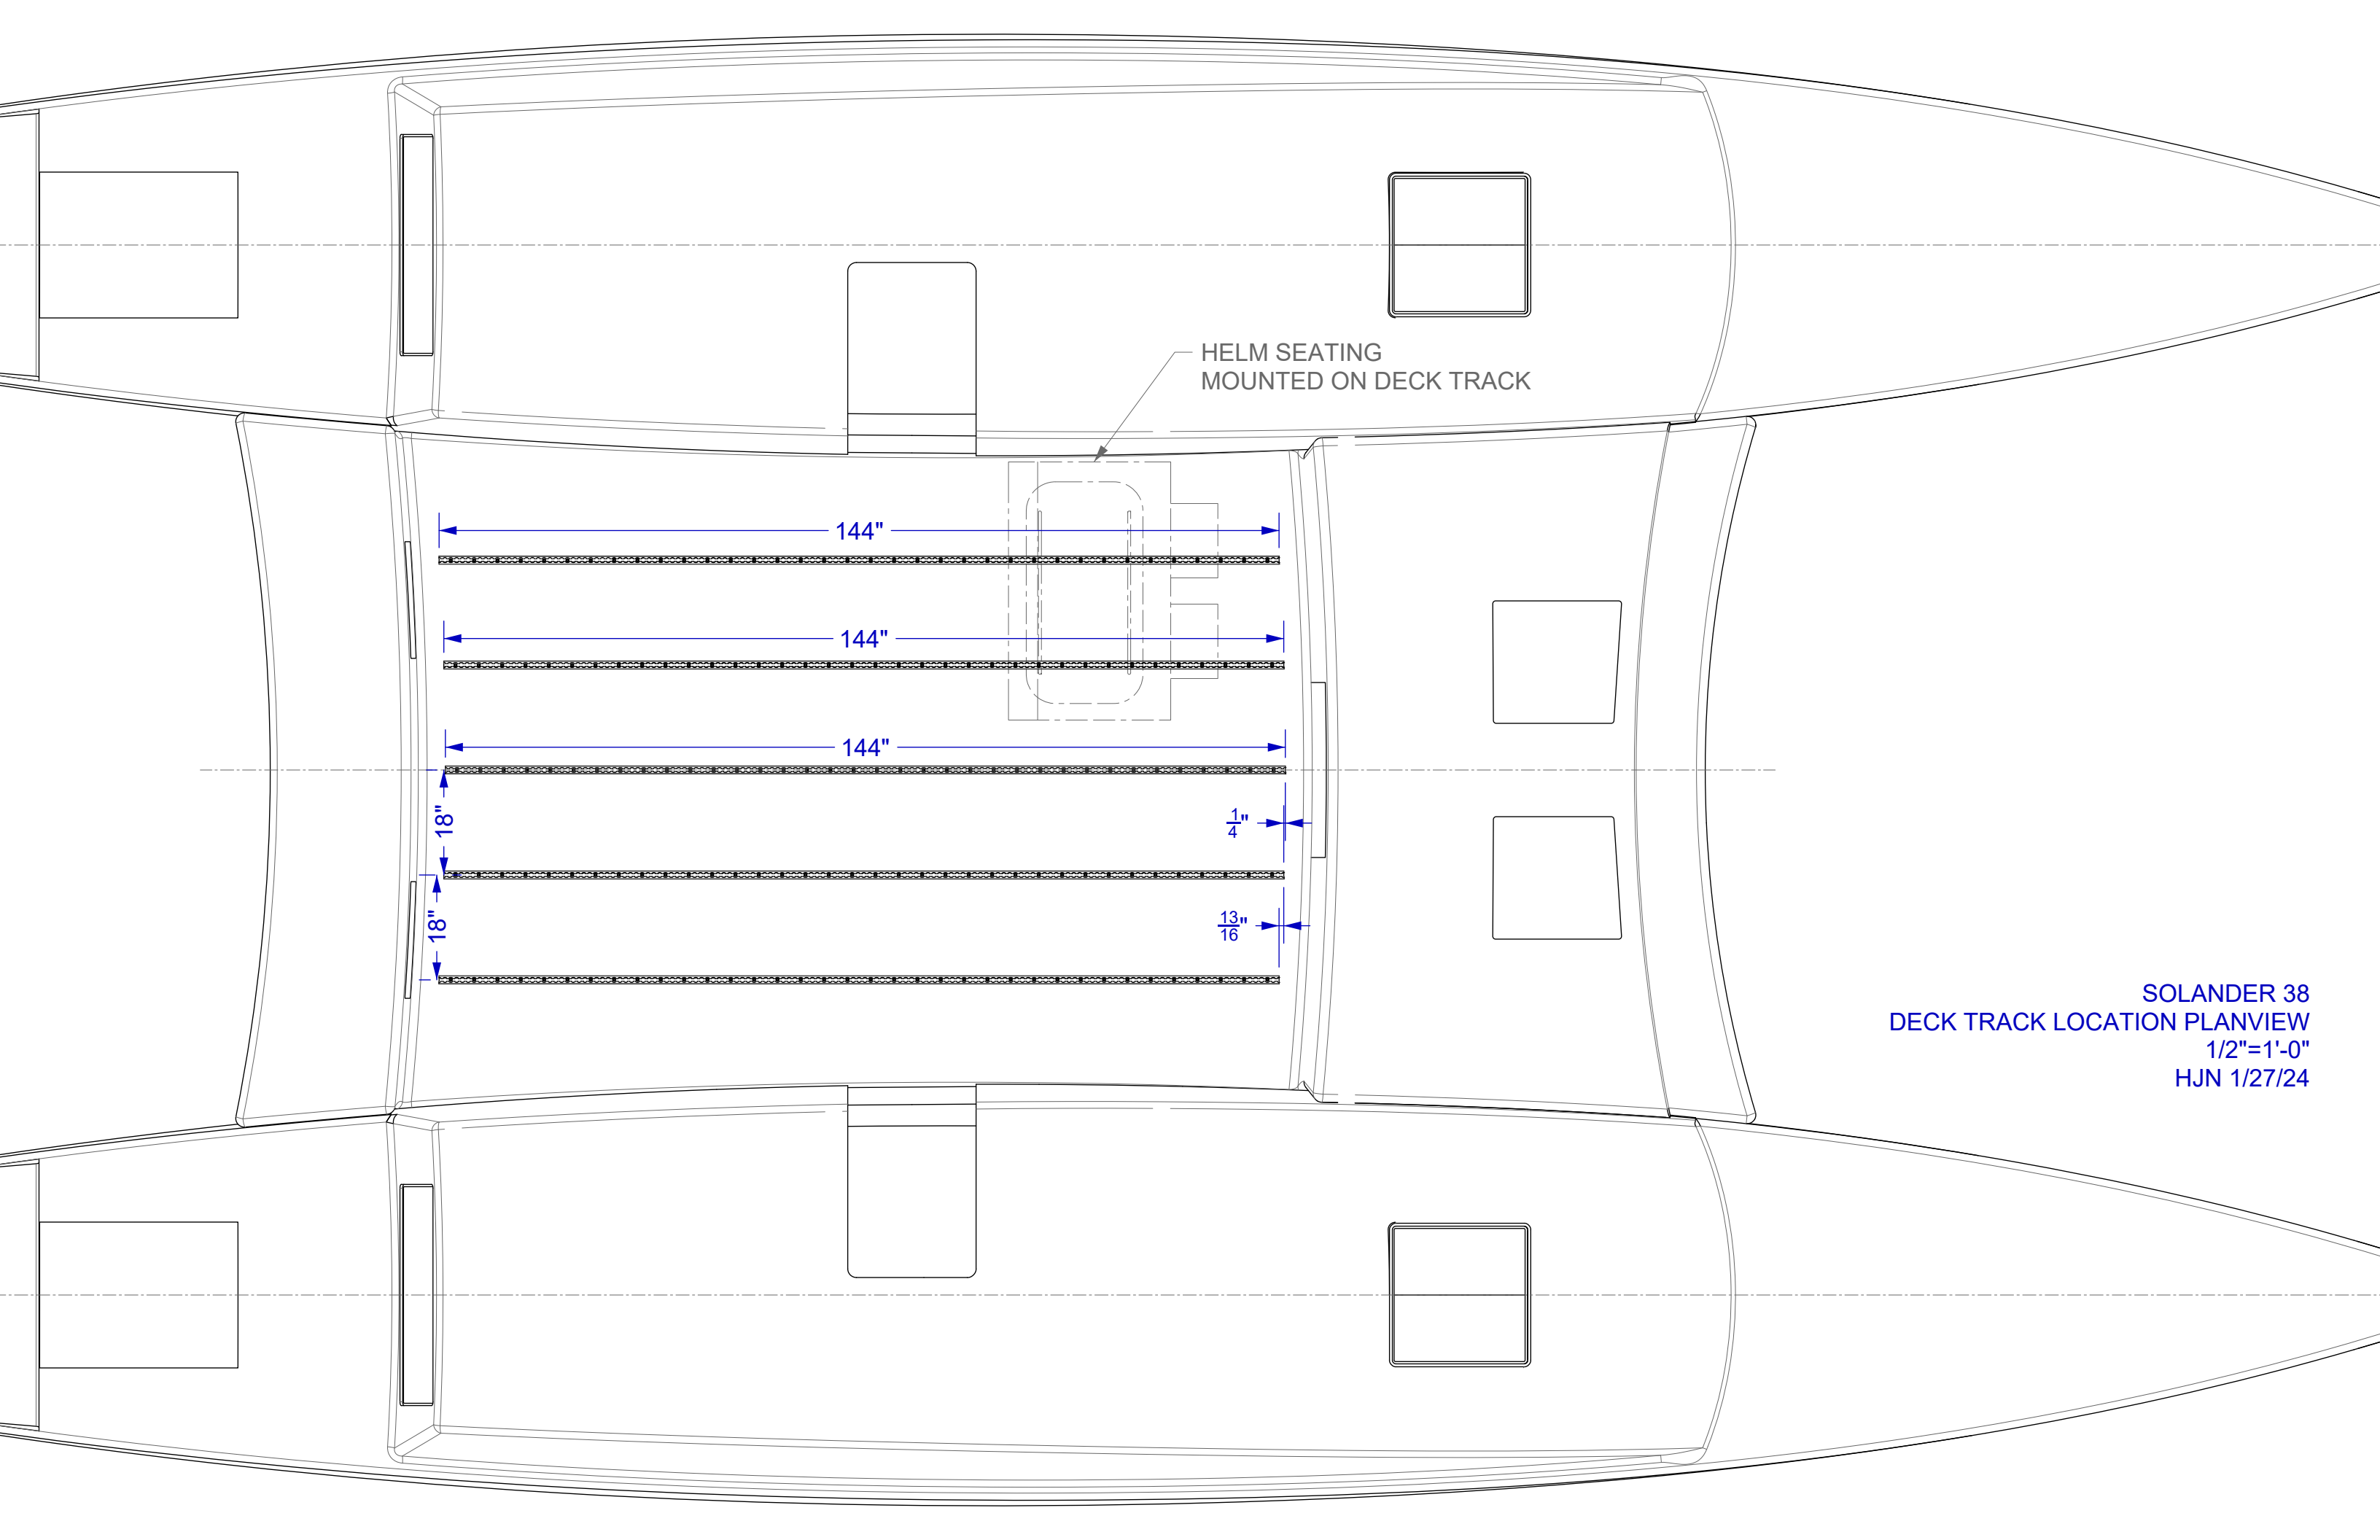 HELM SEATING
MOUNTED ON DECK TRACK
144"
144"
144"
18"
1/4"
18"
13/16"
SOLANDER 38
DECK TRACK LOCATION PLANVIEW
1/2"=1'-0"
HJN 1/27/24